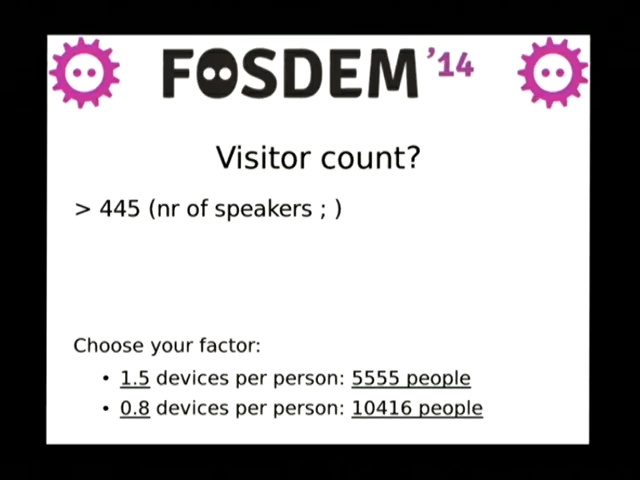 FOSDEM '14
Visitor count?
> 445 (nr of speakers ; )
Choose your factor:
• 1.5 devices per person: 5555 people
• 0.8 devices per person: 10416 people